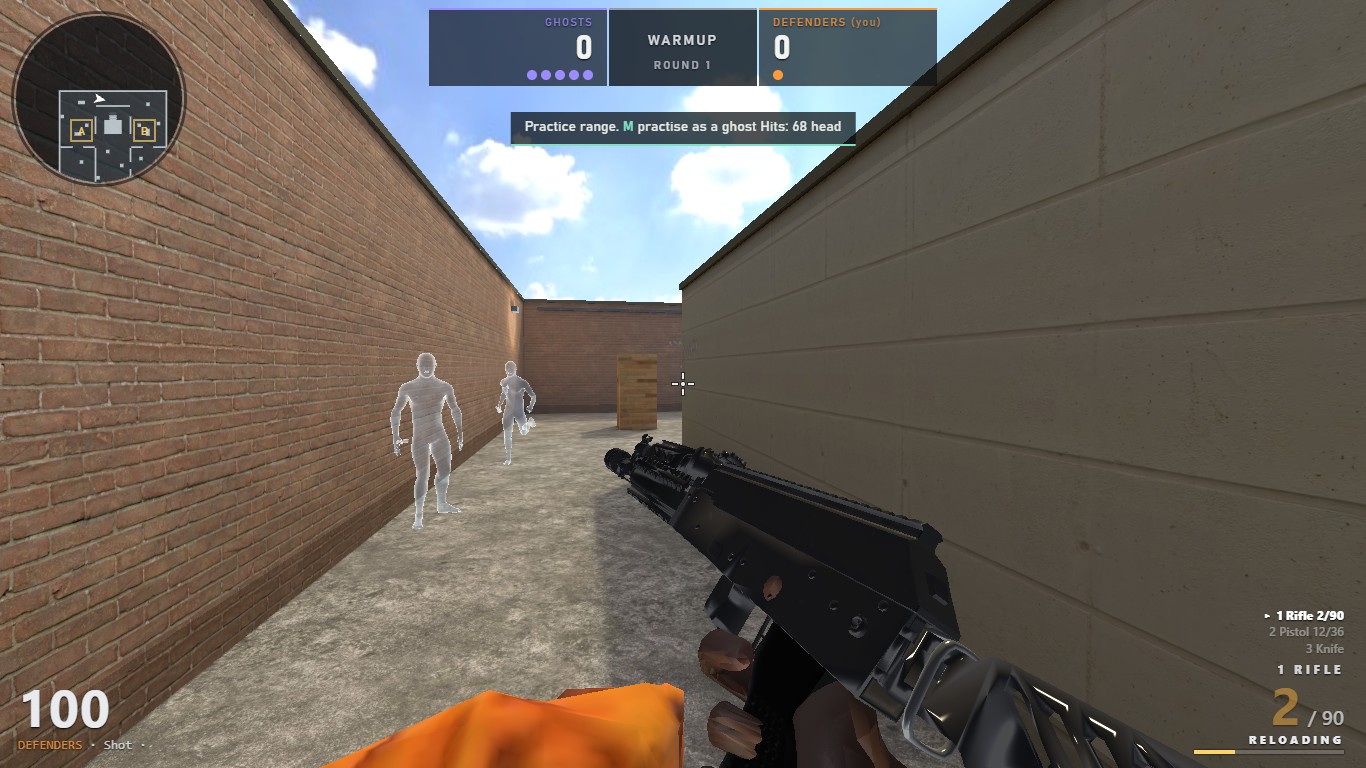 GHOSTS
0
WARMUP
ROUND 1
DEFENDERS (you)
0
A
B
Practice range. M practise as a ghost Hits: 68 head
▸ 1 Rifle 2/90
2 Pistol 12/36
3 Knife
1 RIFLE
2 / 90
RELOADING
100
DEFENDERS · Shot ·